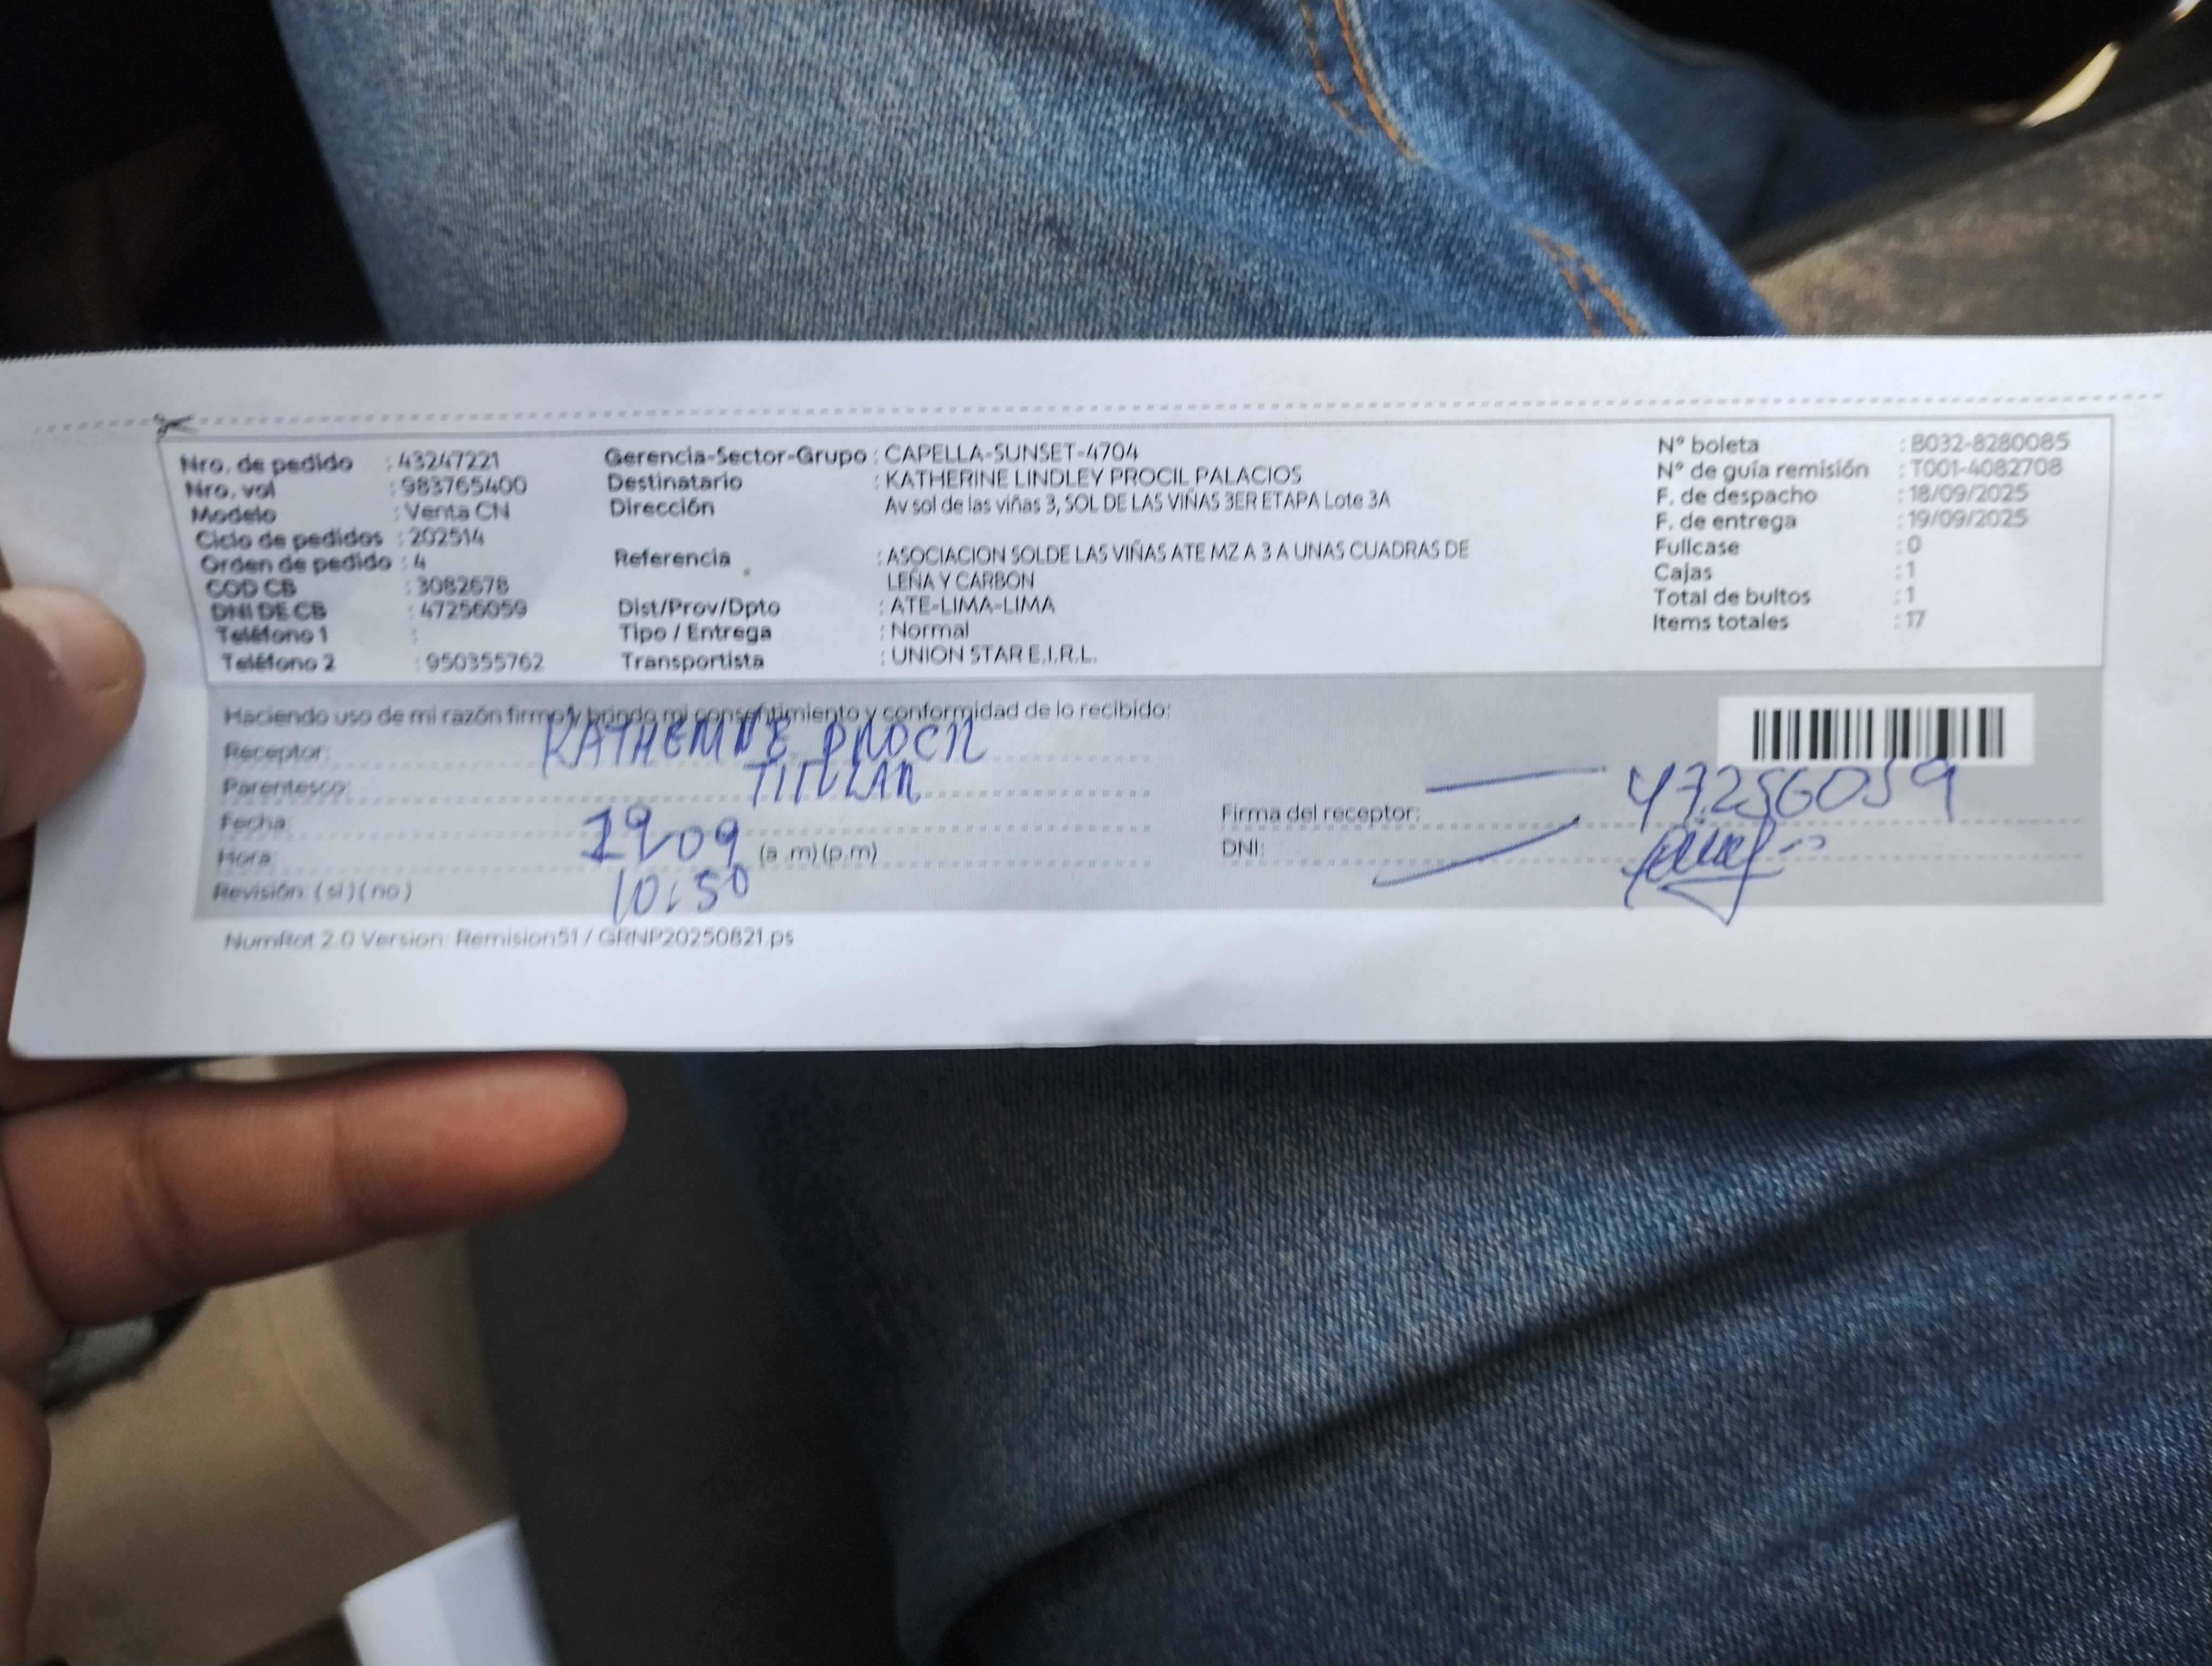 Nro. de pedido : 43247221
Nro. vol : 983765400
Modelo : Venta CN
Ciclo de pedidos : 202514
Orden de pedido : 4
COD CB : 3082678
DNI DE CB : 47256059
Teléfono 1 :
Teléfono 2 : 950355762
Gerencia-Sector-Grupo : CAPELLA-SUNSET-4704
Destinatario : KATHERINE LINDLEY PROCIL PALACIOS
Dirección Av sol de las viñas 3, SOL DE LAS VIÑAS 3ER ETAPA Lote 3A
Referencia : ASOCIACION SOLDE LAS VIÑAS ATE MZ A 3 A UNAS CUADRAS DE
LEÑA Y CARBON
Dist/Prov/Dpto : ATE-LIMA-LIMA
Tipo / Entrega : Normal
Transportista : UNION STAR E.I.R.L.
N° boleta : B032-8280085
N° de guía remisión : T001-4082708
F. de despacho : 18/09/2025
F. de entrega : 19/09/2025
Fullcase : 0
Cajas : 1
Total de bultos : 1
Items totales : 17
Haciendo uso de mi razón firmo y brindo mi consentimiento y conformidad de lo recibido:
Receptor: KATHERINE PROCIL
Parentesco: TITULAR
Fecha: 19-09
Hora: (a .m) (p.m)
10:50
Revisión: ( si ) ( no )
Firma del receptor: 47256059
DNI:
NumRot 2.0 Version: Remision51 / GRNP20250821.ps